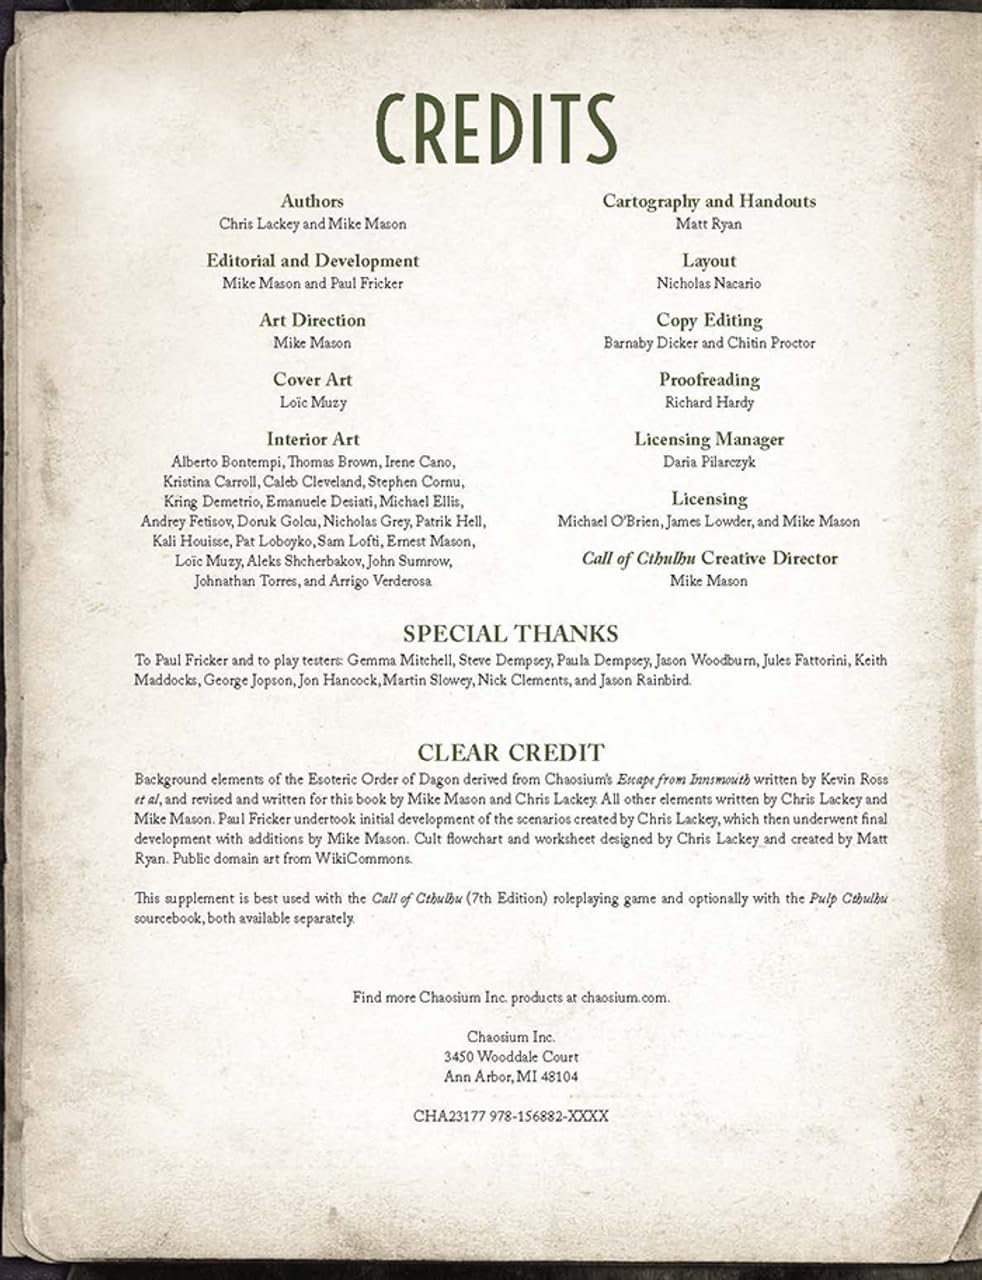 CREDITS
Authors
Chris Lackey and Mike Mason
Editorial and Development
Mike Mason and Paul Fricker
Art Direction
Mike Mason
Cover Art
Loïc Muzy
Interior Art
Alberto Bontempi, Thomas Brown, Irene Cano,
Kristina Carroll, Caleb Cleveland, Stephen Cornu,
Kring Demetrio, Emanuele Desiati, Michael Ellis,
Andrey Fetisov, Doruk Golcu, Nicholas Grey, Patrik Hell,
Kali Houisse, Pat Loboyko, Sam Lofti, Ernest Mason,
Loïc Muzy, Aleks Shcherbakov, John Sumrow,
Johnathan Torres, and Arrigo Verderosa
Cartography and Handouts
Matt Ryan
Layout
Nicholas Nacario
Copy Editing
Barnaby Dicker and Chitin Proctor
Proofreading
Richard Hardy
Licensing Manager
Daria Pilarczyk
Licensing
Michael O'Brien, James Lowder, and Mike Mason
Call of Cthulhu Creative Director
Mike Mason
SPECIAL THANKS
To Paul Fricker and to play testers: Gemma Mitchell, Steve Dempsey, Paula Dempsey, Jason Woodburn, Jules Fattorini, Keith
Maddocks, George Jopson, Jon Hancock, Martin Slowey, Nick Clements, and Jason Rainbird.
CLEAR CREDIT
Background elements of the Esoteric Order of Dagon derived from Chaosium's Escape from Innsmouth written by Kevin Ross
et al, and revised and written for this book by Mike Mason and Chris Lackey. All other elements written by Chris Lackey and
Mike Mason. Paul Fricker undertook initial development of the scenarios created by Chris Lackey, which then underwent final
development with additions by Mike Mason. Cult flowchart and worksheet designed by Chris Lackey and created by Matt
Ryan. Public domain art from WikiCommons.
This supplement is best used with the Call of Cthulhu (7th Edition) roleplaying game and optionally with the Pulp Cthulhu
sourcebook, both available separately.
Find more Chaosium Inc. products at chaosium.com.
Chaosium Inc.
3450 Wooddale Court
Ann Arbor, MI 48104
CHA23177 978-156882-XXXX